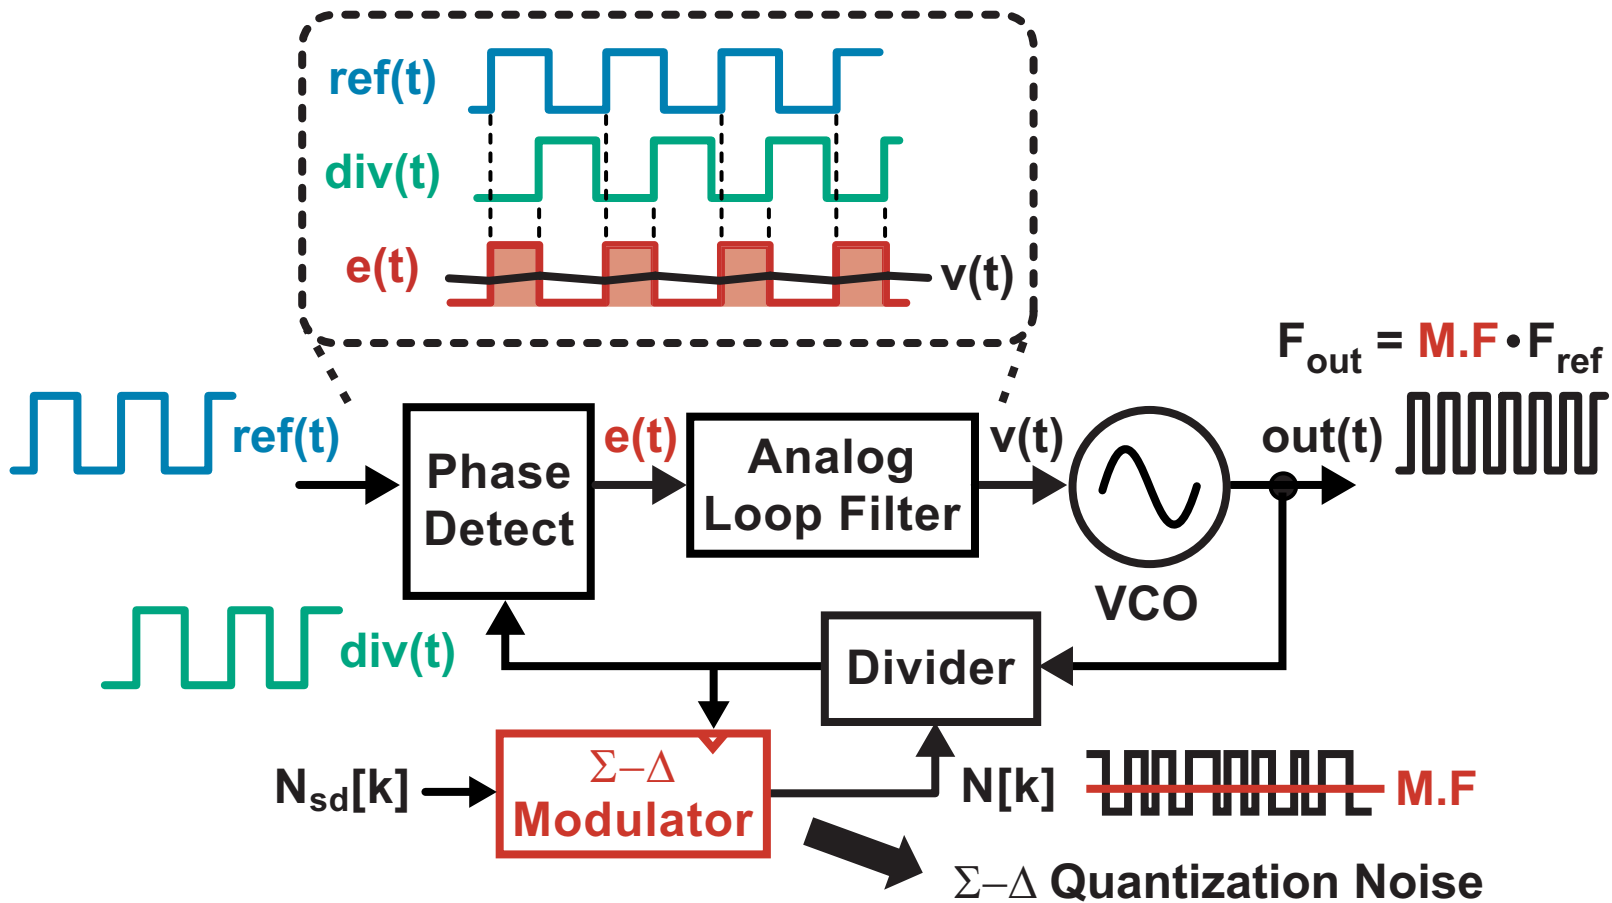 ref(t)
div(t)
e(t)
v(t)
F_out = M.F • F_ref
ref(t)
Phase
Detect
e(t)
Analog
Loop Filter
v(t)
VCO
out(t)
div(t)
Divider
N_sd[k]
Σ–Δ
Modulator
N[k]
M.F
Σ–Δ Quantization Noise